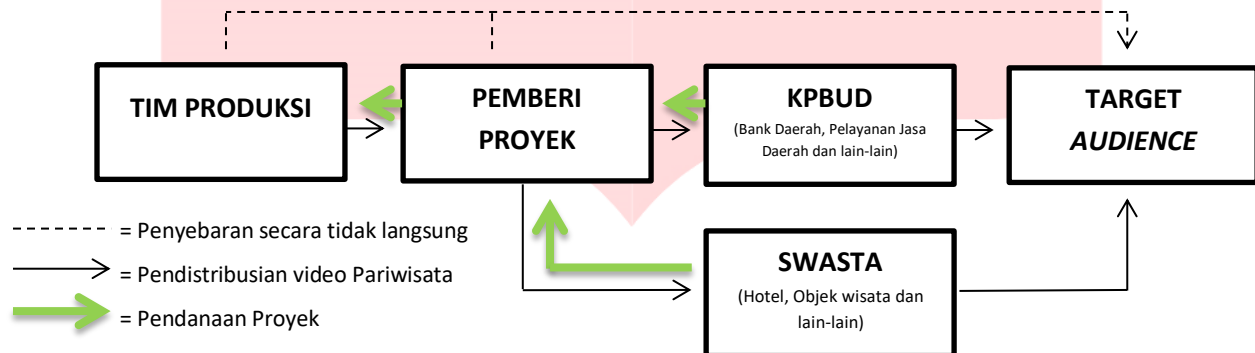 TIM PRODUKSI
PEMBERI
PROYEK
KPBUD
(Bank Daerah, Pelayanan Jasa
Daerah dan lain-lain)
TARGET
AUDIENCE
SWASTA
(Hotel, Objek wisata dan
lain-lain)
= Penyebaran secara tidak langsung
= Pendistribusian video Pariwisata
= Pendanaan Proyek